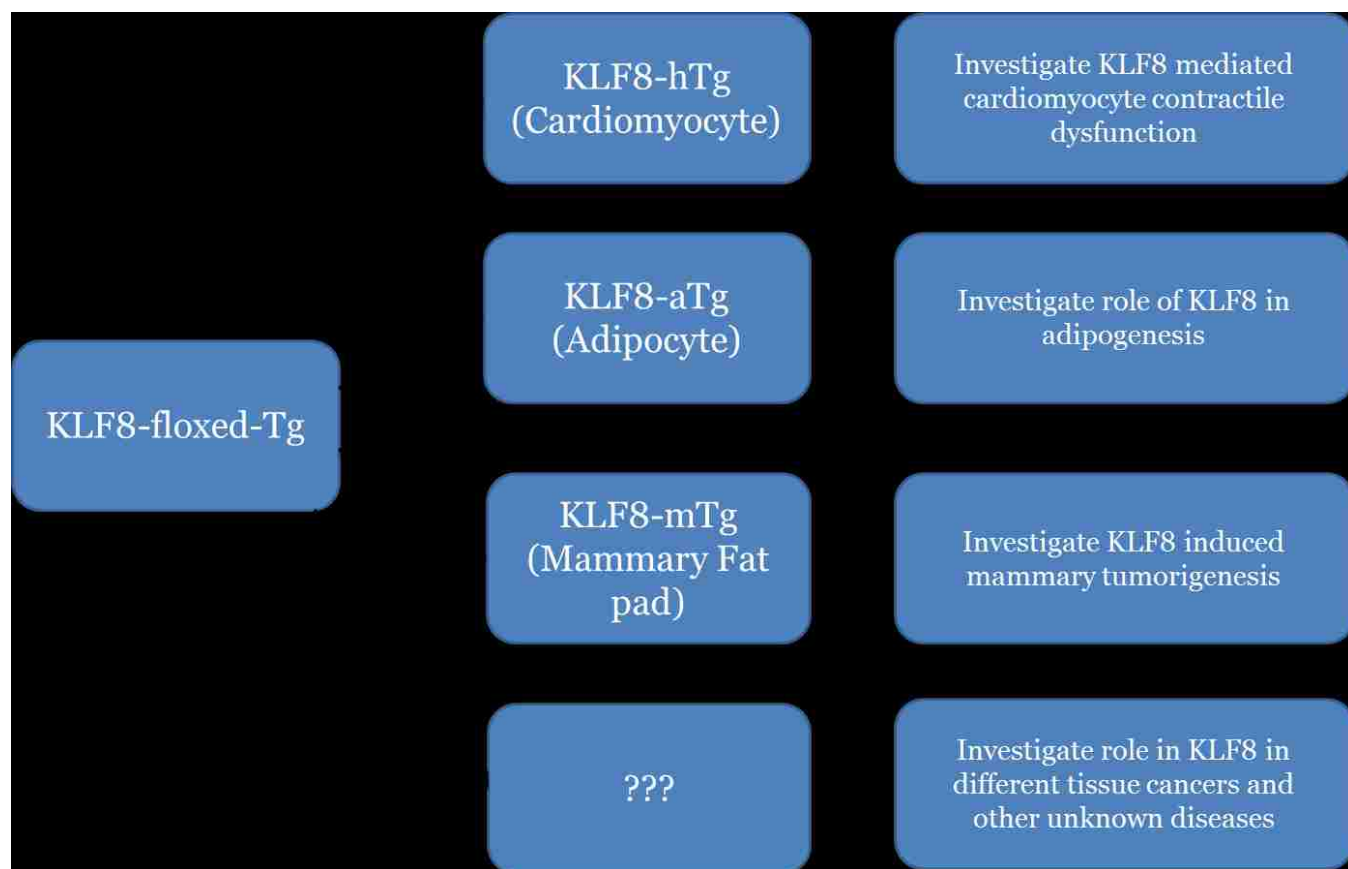 KLF8-hTg
(Cardiomyocyte)
Investigate KLF8 mediated
cardiomyocyte contractile
dysfunction
KLF8-aTg
(Adipocyte)
Investigate role of KLF8 in
adipogenesis
KLF8-floxed-Tg
KLF8-mTg
(Mammary Fat
pad)
Investigate KLF8 induced
mammary tumorigenesis
???
Investigate role in KLF8 in
different tissue cancers and
other unknown diseases